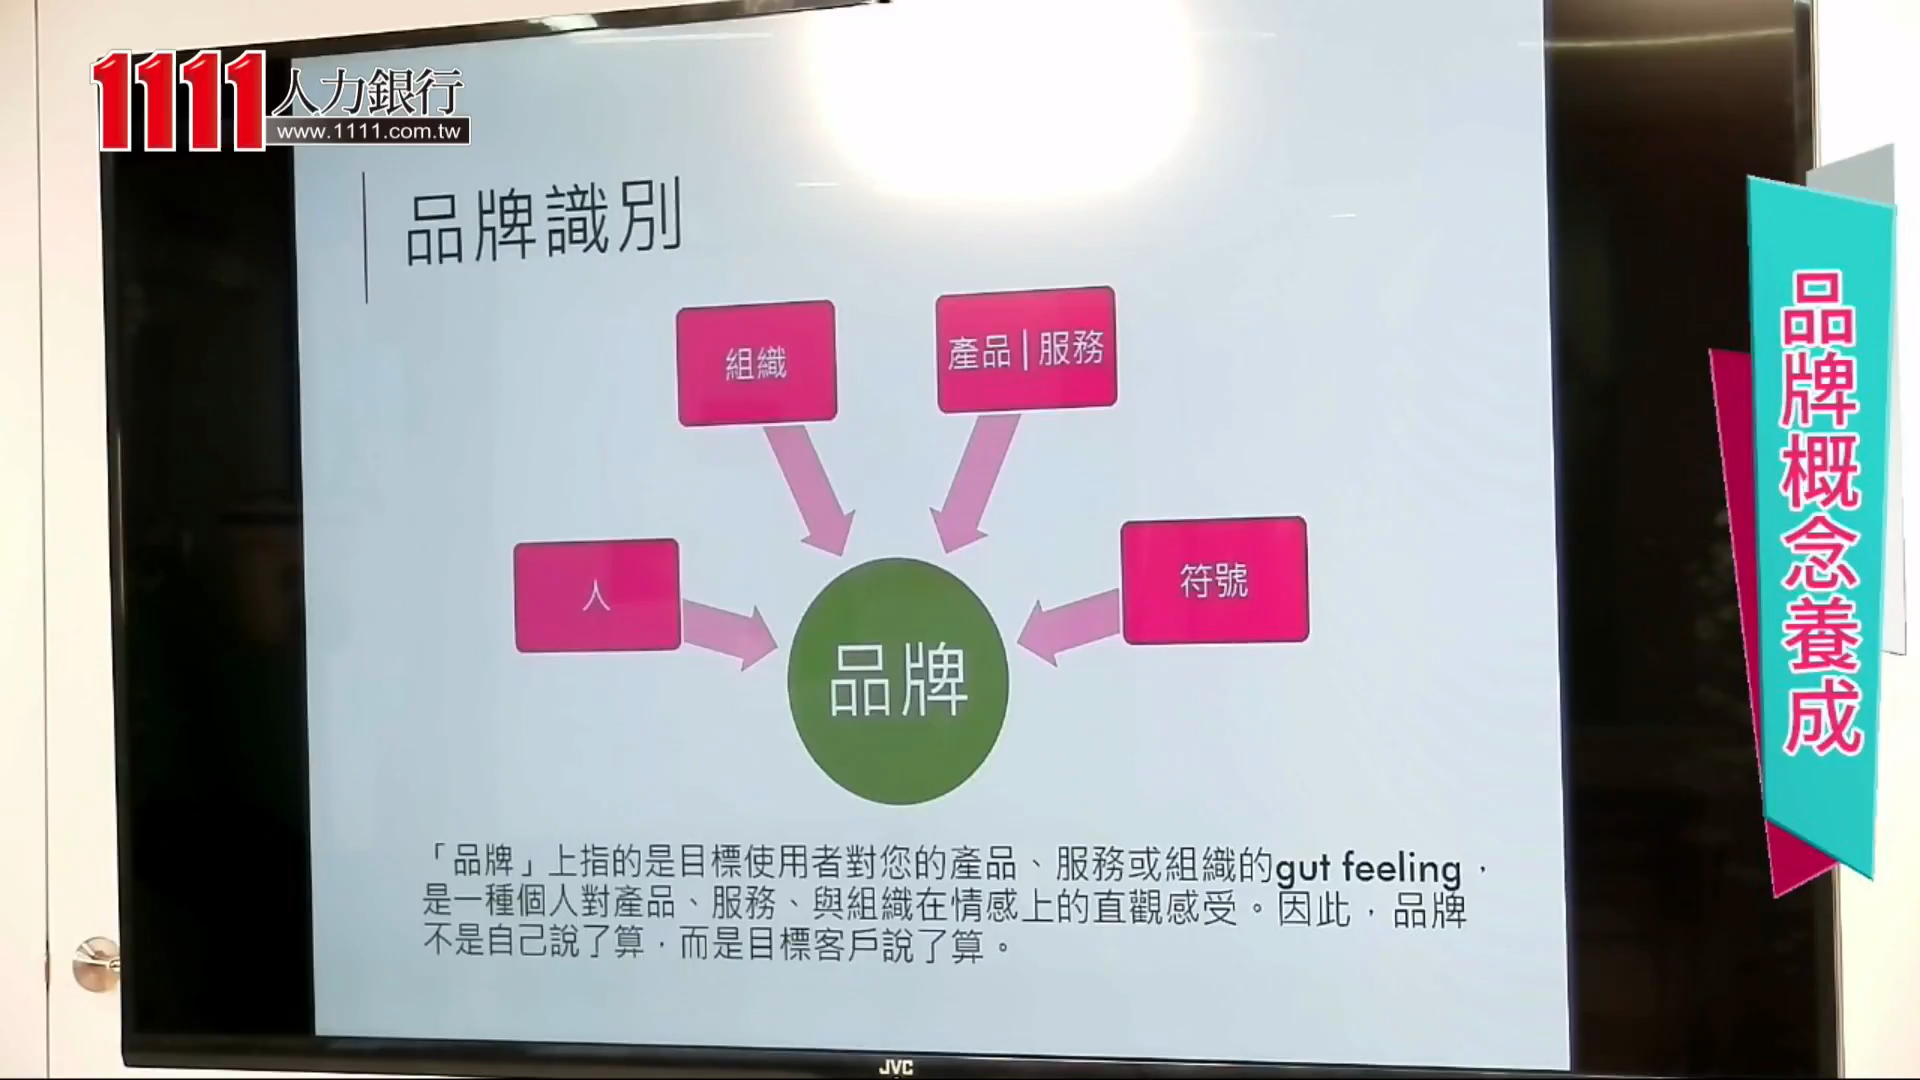 1111人力銀行
www.1111.com.tw
品牌識別
組織
產品|服務
人
符號
品牌
「品牌」上指的是目標使用者對您的產品、服務或組織的gut feeling，
是一種個人對產品、服務、與組織在情感上的直觀感受。因此，品牌
不是自己說了算，而是目標客戶說了算。
品牌概念養成
JVC